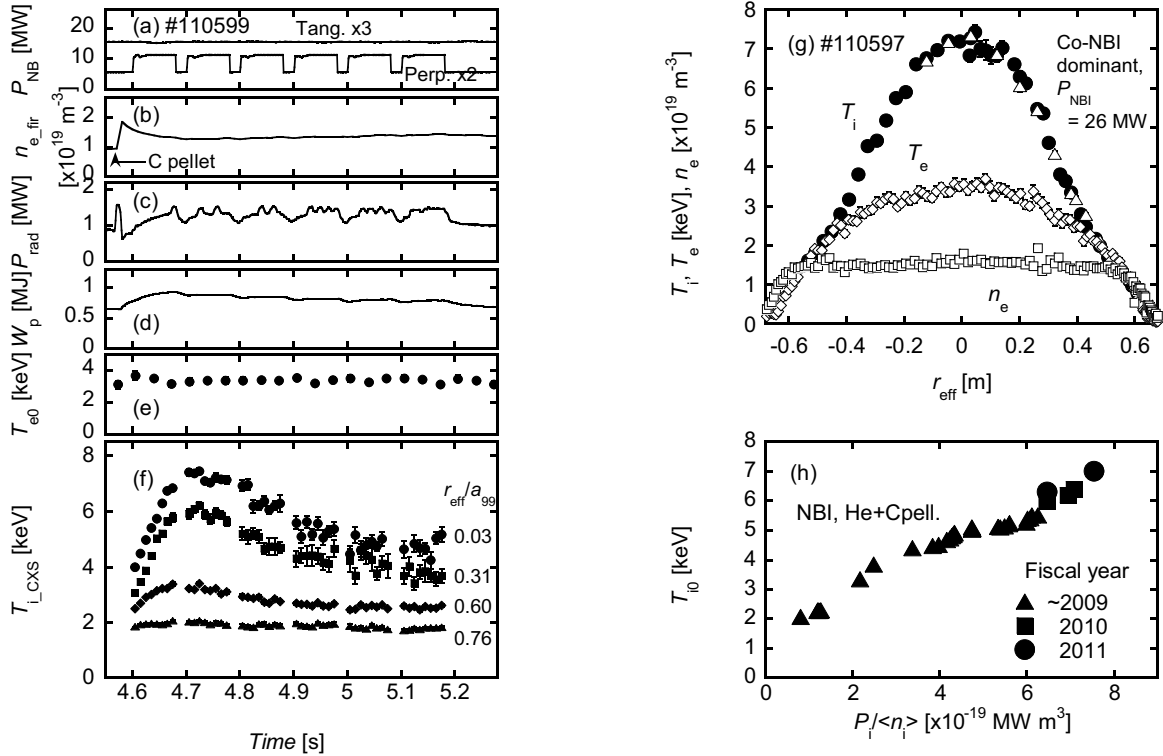 (a) #110599
Tang. x3
Perp. x2
P_NB [MW]
20
10
0
(b)
C pellet
n_e_fir
[x10^19 m^-3]
2
1
0
(c)
P_rad [MW]
2
1
0
(d)
W_p [MJ]
1
0.5
0
(e)
T_e0 [keV]
4
2
0
(f)
r_eff/a_99
0.03
0.31
0.60
0.76
T_i_CXS [keV]
8
6
4
2
0
4.6 4.7 4.8 4.9 5 5.1 5.2
Time [s]
(g) #110597
Co-NBI
dominant,
P_NBI
= 26 MW
T_i
T_e
n_e
T_i, T_e [keV], n_e [x10^19 m^-3]
8
7
6
5
4
3
2
1
0
-0.6 -0.4 -0.2 0 0.2 0.4 0.6
r_eff [m]
(h)
NBI, He+Cpell.
Fiscal year
~2009
2010
2011
T_i0 [keV]
8
7
6
5
4
3
2
1
0
0 2 4 6 8
P_i/<n_i> [x10^-19 MW m^3]